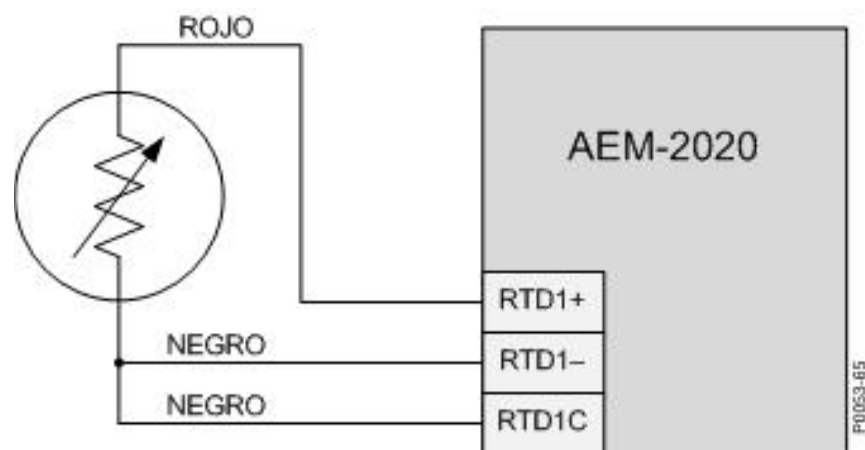 ROJO
AEM-2020
RTD1+
NEGRO
RTD1–
NEGRO
RTD1C
P0053-65